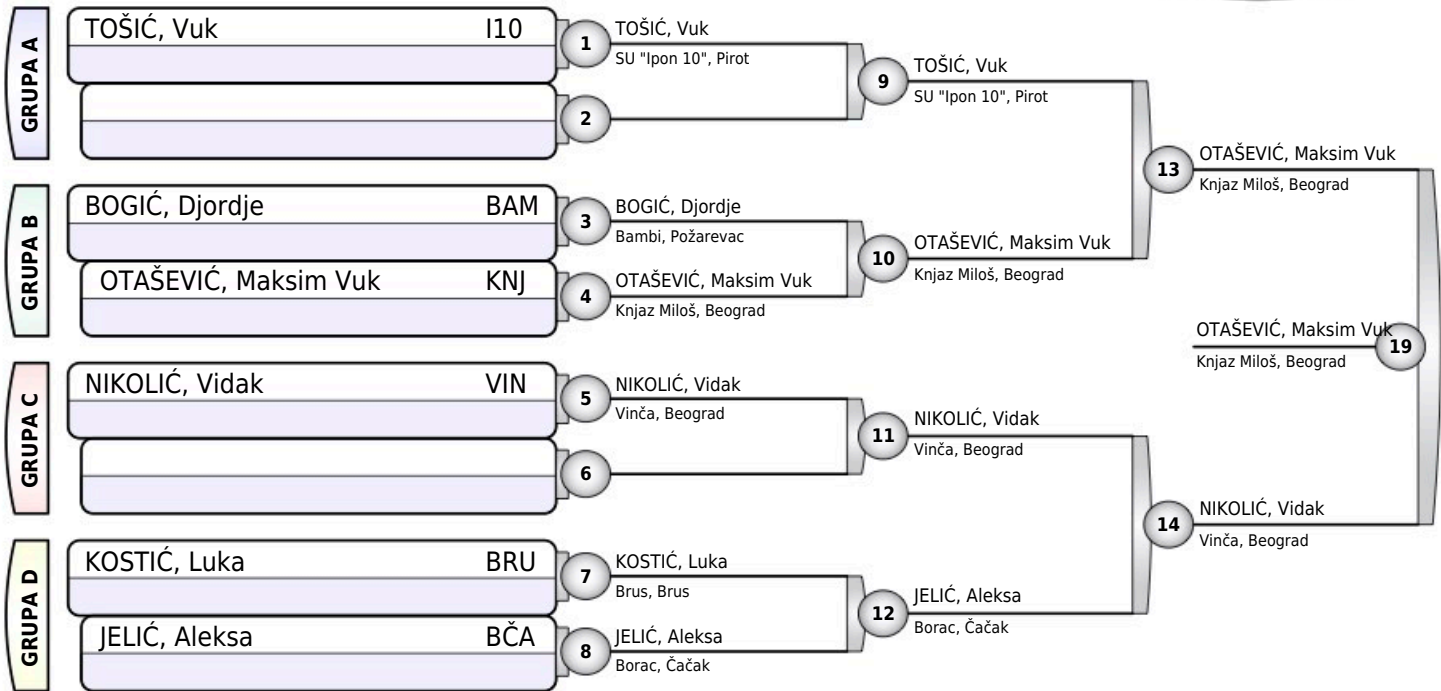 GRUPA A
TOŠIĆ, Vuk I10
1
TOŠIĆ, Vuk
SU "Ipon 10", Pirot
2
9
TOŠIĆ, Vuk
SU "Ipon 10", Pirot
GRUPA B
BOGIĆ, Djordje BAM
3
BOGIĆ, Djordje
Bambi, Požarevac
OTAŠEVIĆ, Maksim Vuk KNJ
4
OTAŠEVIĆ, Maksim Vuk
Knjaz Miloš, Beograd
10
OTAŠEVIĆ, Maksim Vuk
Knjaz Miloš, Beograd
13
OTAŠEVIĆ, Maksim Vuk
Knjaz Miloš, Beograd
GRUPA C
NIKOLIĆ, Vidak VIN
5
NIKOLIĆ, Vidak
Vinča, Beograd
6
11
NIKOLIĆ, Vidak
Vinča, Beograd
GRUPA D
KOSTIĆ, Luka BRU
7
KOSTIĆ, Luka
Brus, Brus
JELIĆ, Aleksa BČA
8
JELIĆ, Aleksa
Borac, Čačak
12
JELIĆ, Aleksa
Borac, Čačak
14
NIKOLIĆ, Vidak
Vinča, Beograd
OTAŠEVIĆ, Maksim Vuk
Knjaz Miloš, Beograd
19